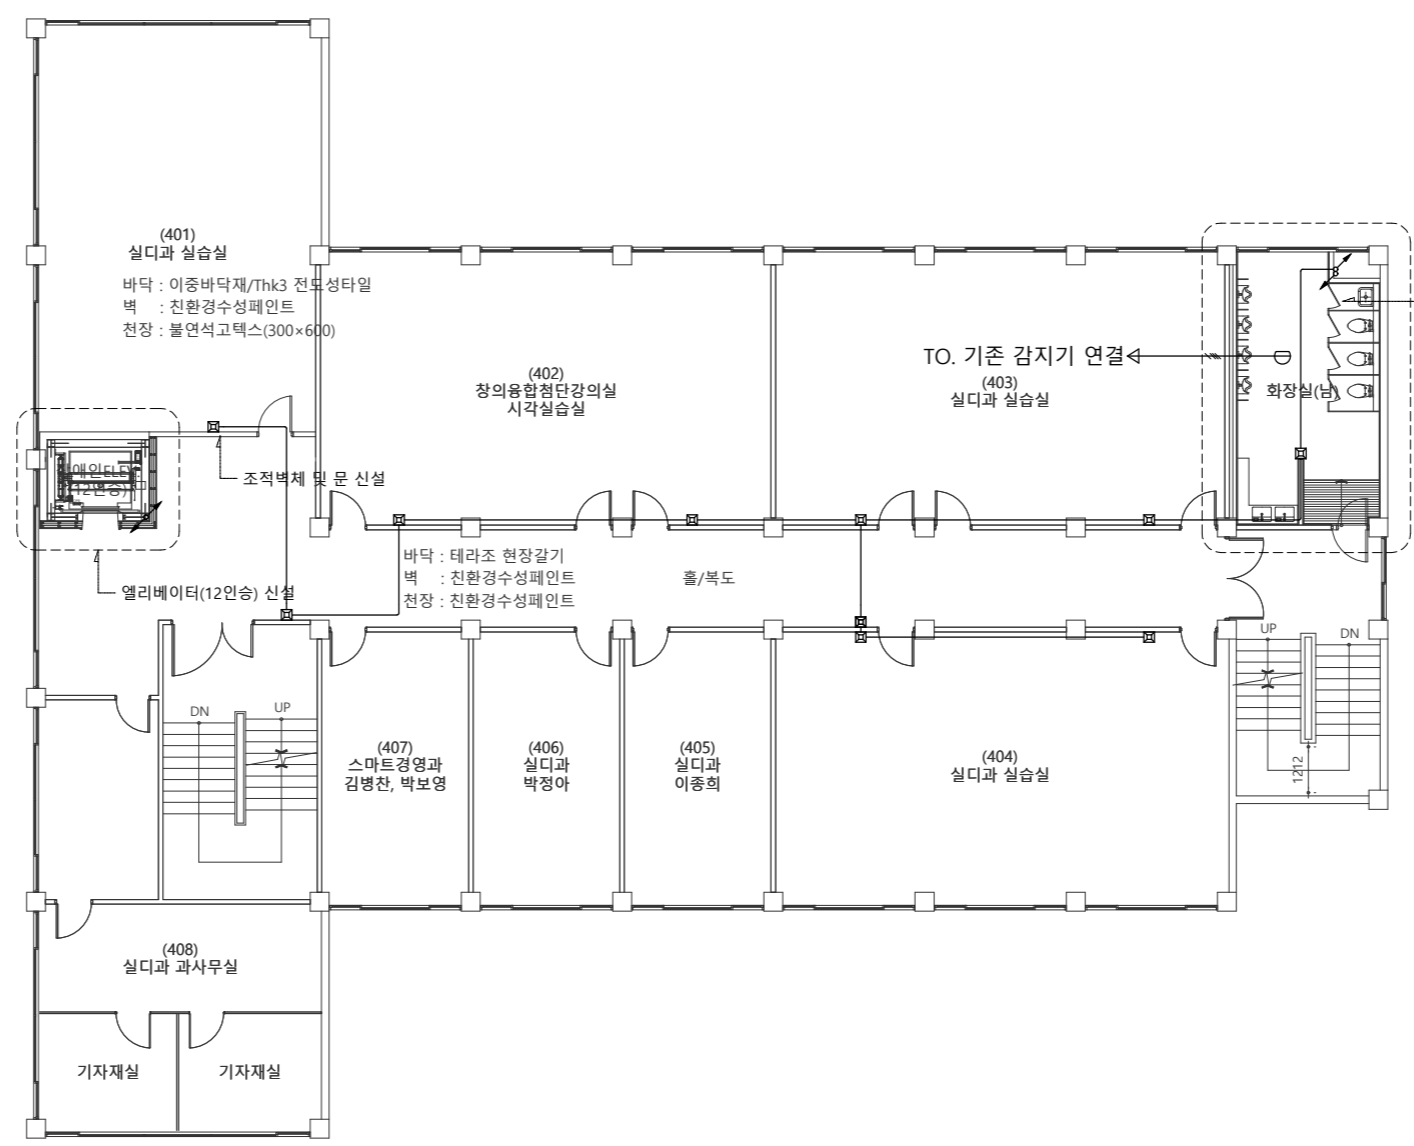 (401)
실디과 실습실
바닥 : 이중바닥재/Thk3 전도성타일
벽 : 친환경수성페인트
천장 : 불연석고텍스(300×600)
(402)
창의융합첨단강의실
시각실습실
TO. 기존 감지기 연결
(403)
실디과 실습실
화장실(남)
(12인승)
조적벽체 및 문 신설
엘리베이터(12인승) 신설
바닥 : 테라조 현장갈기
벽 : 친환경수성페인트
천장 : 친환경수성페인트
홀/복도
UP
DN
DN
UP
(407)
스마트경영과
김병찬, 박보영
(406)
실디과
박정아
(405)
실디과
이종희
(404)
실디과 실습실
1212
(408)
실디과 과사무실
기자재실
기자재실